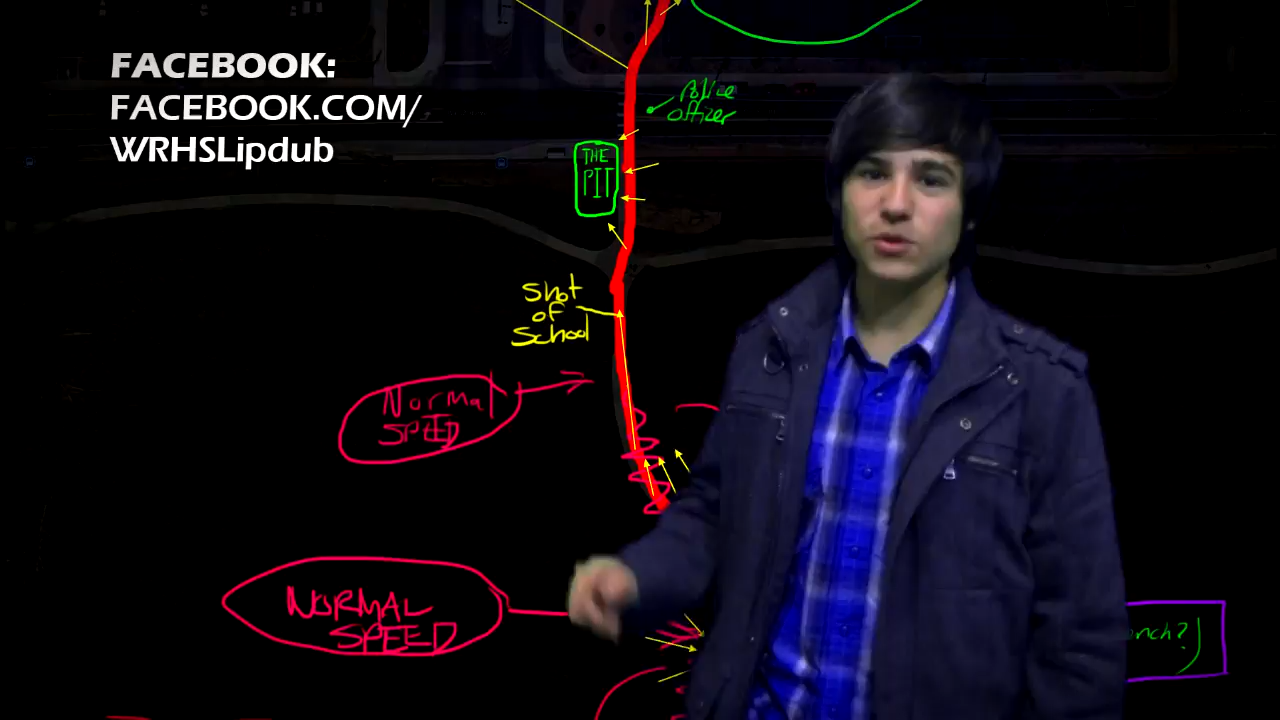 FACEBOOK:
FACEBOOK.COM/
WRHSLipdub
Police
officer
THE
PIT
Shot
of
School
Normal
SPEED
NORMAL
SPEED